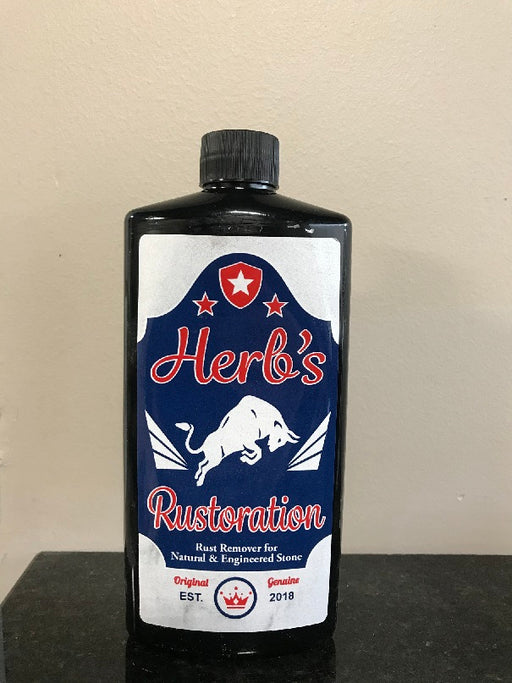 Herb's
Rustoration
Rust Remover for
Natural & Engineered Stone
Original Genuine
EST. 2018